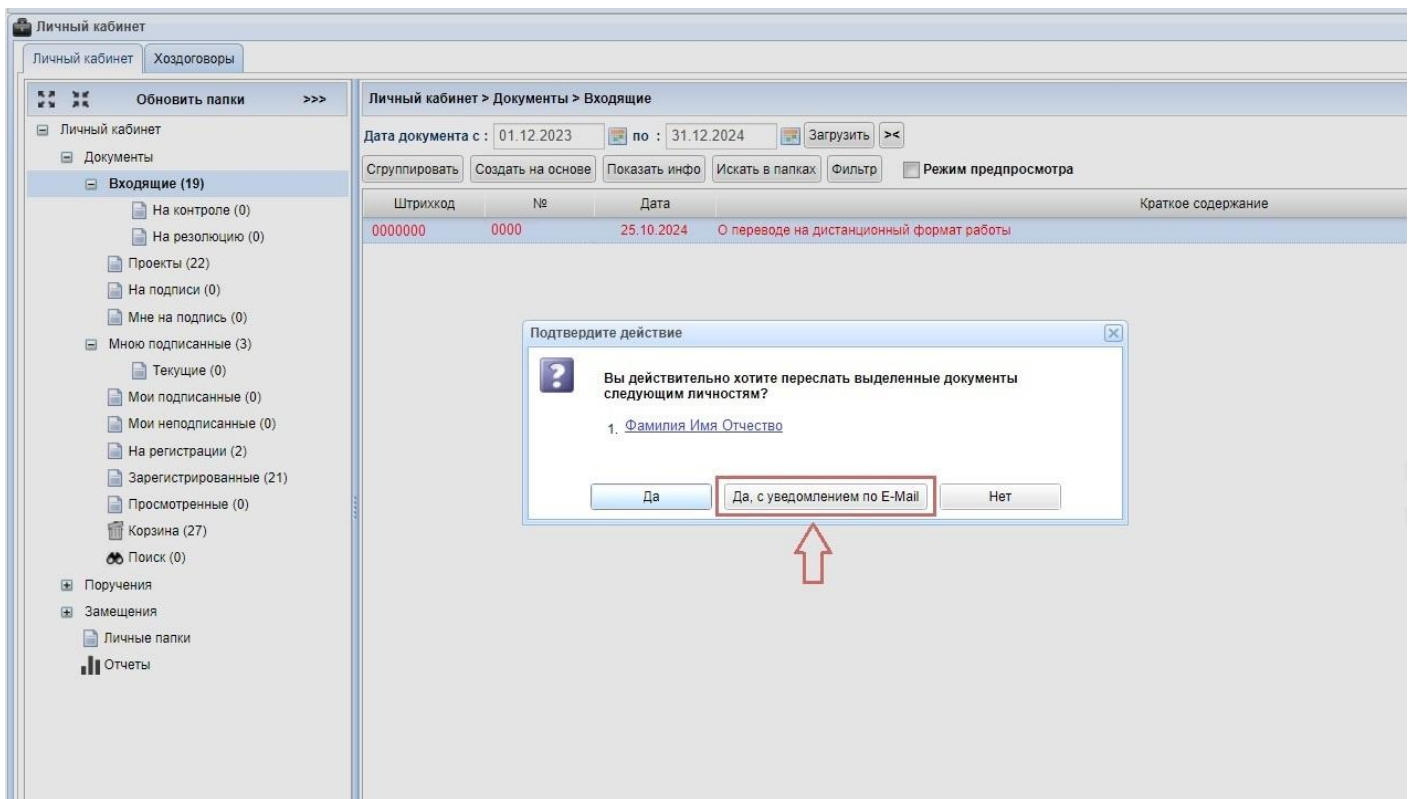 Личный кабинет
Личный кабинет Хоздоговоры
Обновить папки >>>
Личный кабинет
Документы
Входящие (19)
На контроле (0)
На резолюцию (0)
Проекты (22)
На подписи (0)
Мне на подпись (0)
Мною подписанные (3)
Текущие (0)
Мои подписанные (0)
Мои неподписанные (0)
На регистрации (2)
Зарегистрированные (21)
Просмотренные (0)
Корзина (27)
Поиск (0)
Поручения
Замещения
Личные папки
Отчеты
Личный кабинет > Документы > Входящие
Дата документа с : 01.12.2023 по : 31.12.2024 Загрузить ><
Сгруппировать Создать на основе Показать инфо Искать в папках Фильтр Режим предпросмотра
Штрихкод № Дата Краткое содержание
0000000 0000 25.10.2024 О переводе на дистанционный формат работы
Подтвердите действие
Вы действительно хотите переслать выделенные документы
следующим личностям?
1. Фамилия Имя Отчество
Да Да, с уведомлением по E-Mail Нет